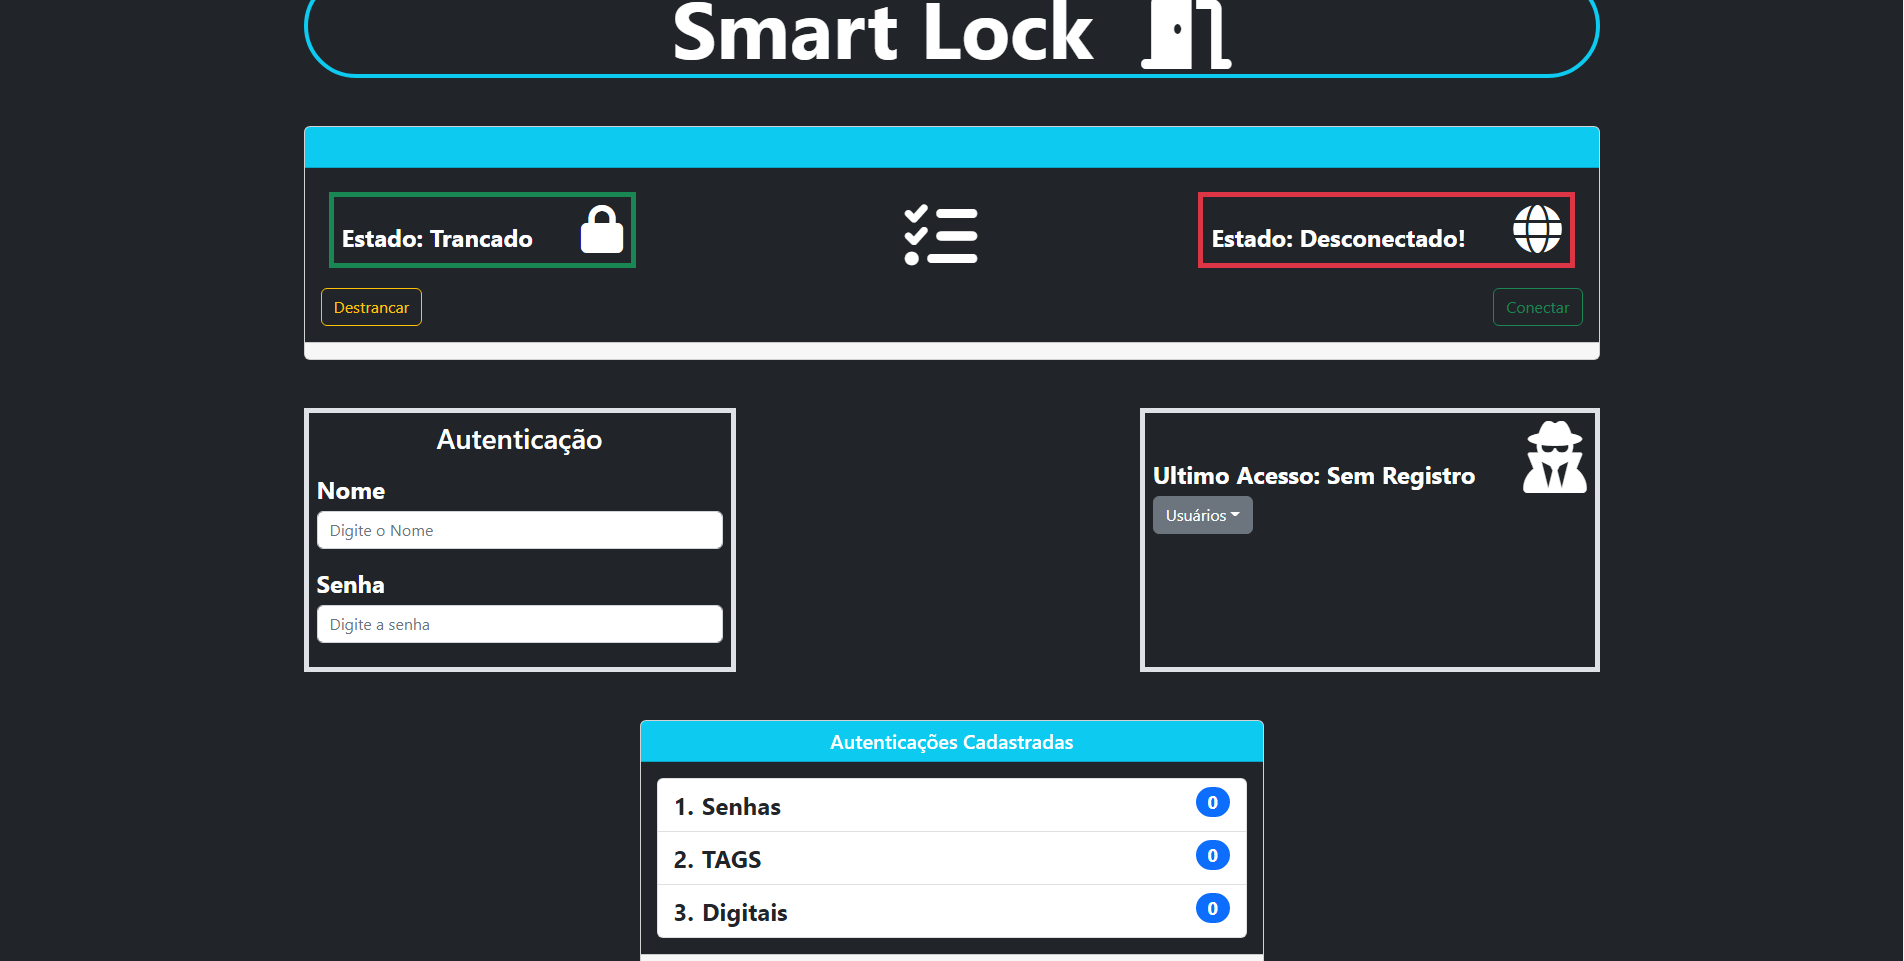 Smart Lock
Estado: Trancado
Estado: Desconectado!
Destrancar
Conectar
Autenticação
Nome
Digite o Nome
Senha
Digite a senha
Ultimo Acesso: Sem Registro
Usuários
Autenticações Cadastradas
1. Senhas 0
2. TAGS 0
3. Digitais 0